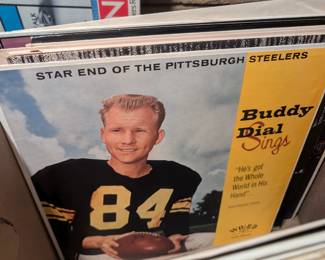 STAR END OF THE PITTSBURGH STEELERS
Buddy
Dial
Sings
"He's got
the Whole
World in His
Hand"
84